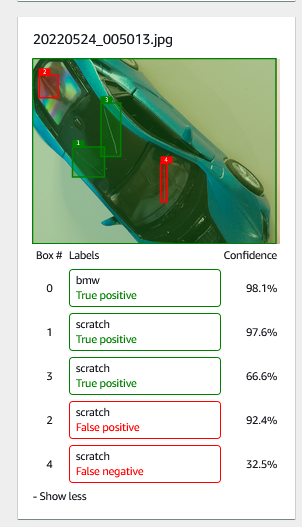 20220524_005013.jpg
2
3
1
4
Box # Labels Confidence
0 bmw 98.1%
True positive
1 scratch 97.6%
True positive
3 scratch 66.6%
True positive
2 scratch 92.4%
False positive
4 scratch 32.5%
False negative
- Show less